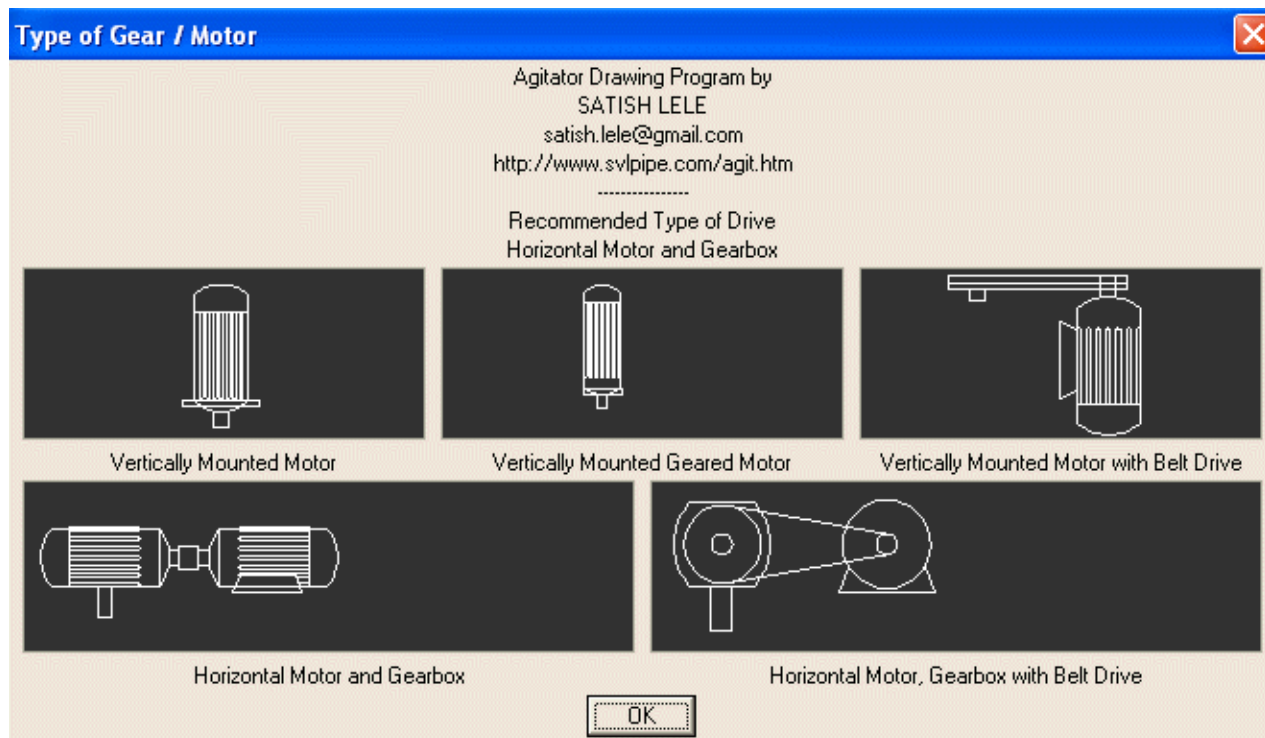 Type of Gear / Motor
Agitator Drawing Program by
SATISH LELE
satish.lele@gmail.com
http://www.svlpipe.com/agit.htm
----------------
Recommended Type of Drive
Horizontal Motor and Gearbox
Vertically Mounted Motor
Vertically Mounted Geared Motor
Vertically Mounted Motor with Belt Drive
Horizontal Motor and Gearbox
Horizontal Motor, Gearbox with Belt Drive
OK